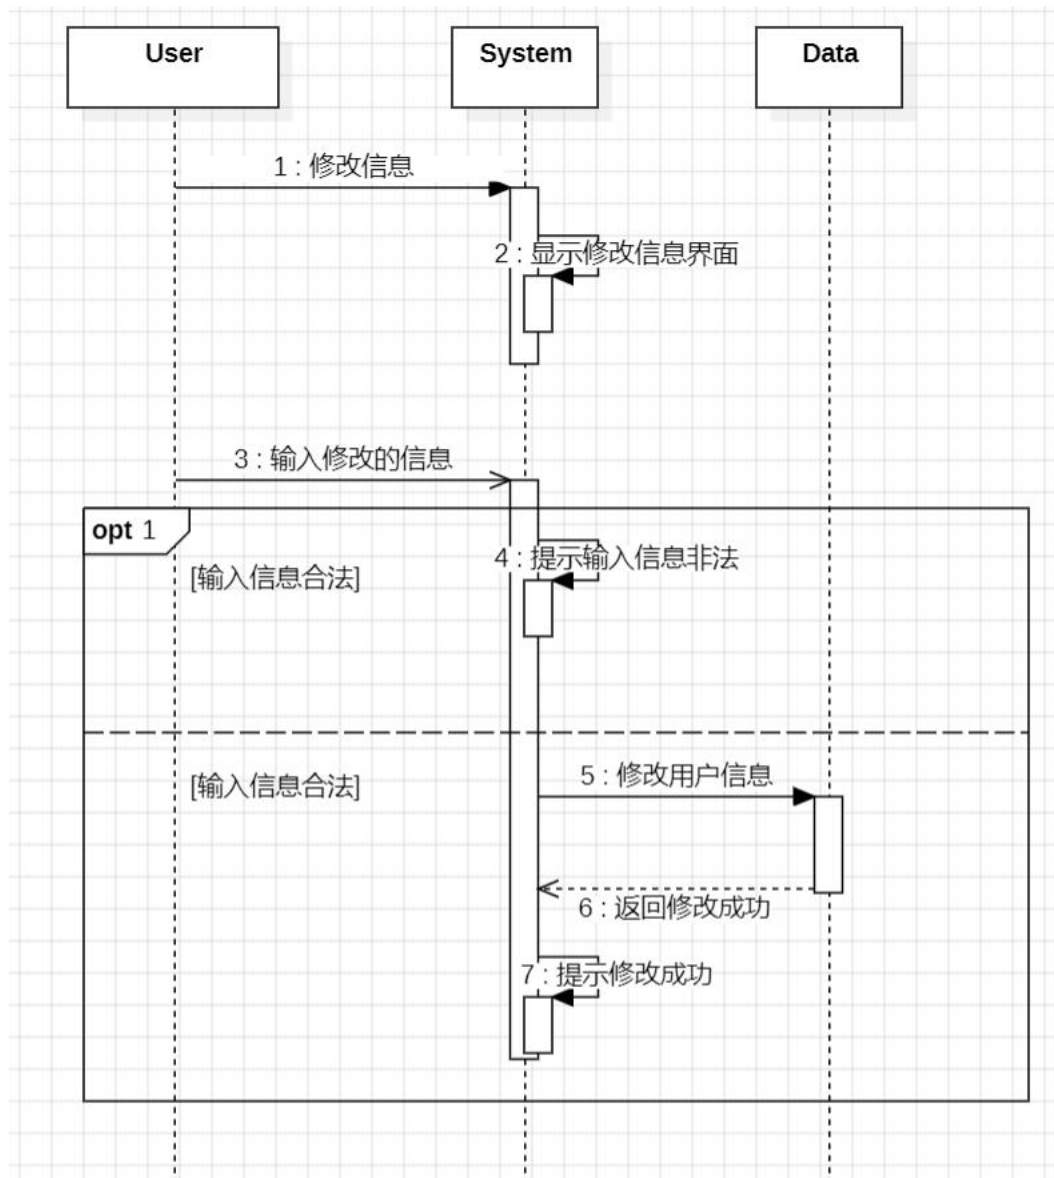 User
System
Data
1 : 修改信息
2 : 显示修改信息界面
3 : 输入修改的信息
opt 1
4 : 提示输入信息非法
[输入信息合法]
[输入信息合法]
5 : 修改用户信息
6 : 返回修改成功
7 : 提示修改成功